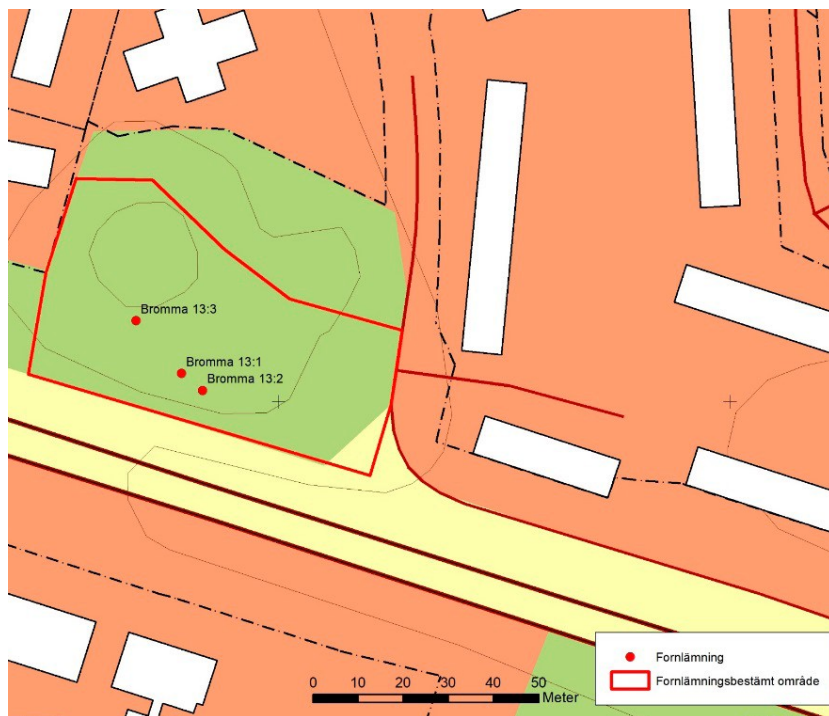 Bromma 13:3
Bromma 13:1
Bromma 13:2
0 10 20 30 40 50
Meter
Fornlämning
Fornlämningsbestämt område